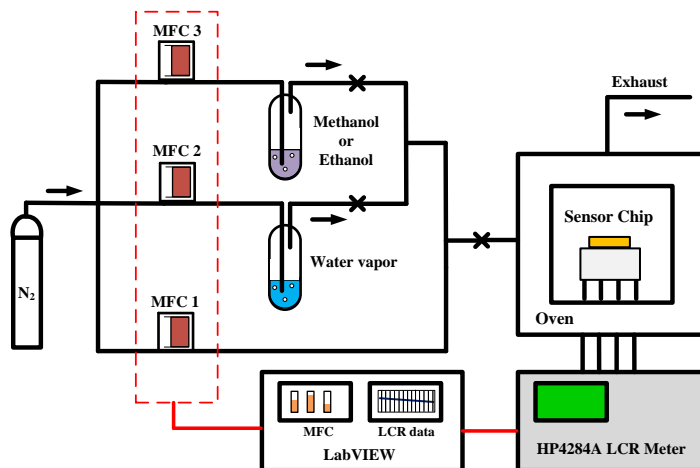 MFC 3
Exhaust
Methanol
or
Ethanol
MFC 2
Sensor Chip
Water vapor
N2
MFC 1
Oven
MFC
LCR data
LabVIEW
HP4284A LCR Meter